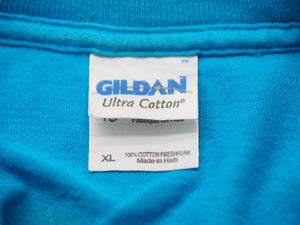 GILDAN
Ultra Cotton®
XL 100% COTTON PRESHRUNK
Made in Haiti